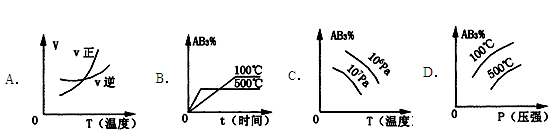 A. V v正 v逆 0 T (温度)
B. AB₃% 100℃ 500℃ 0 t (时间)
C. AB₃% 10⁶Pa 10⁷Pa 0 T (温度)
D. AB₃% 100℃ 500℃ 0 P (压强)